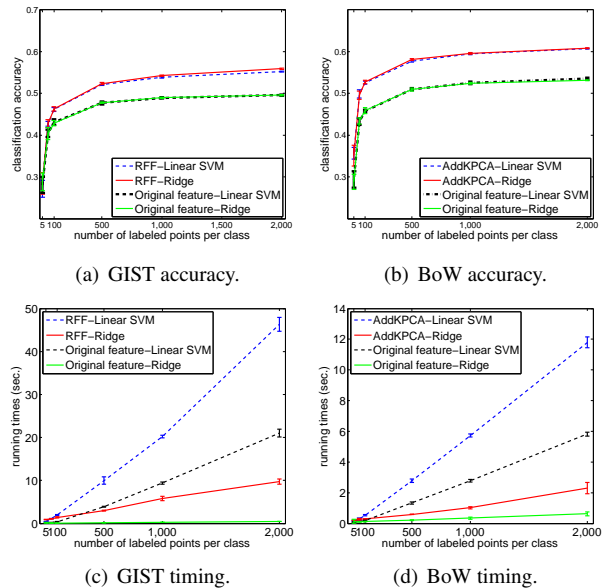 0.7
0.6
0.5
0.4
0.3
0.2
classification accuracy
RFF−Linear SVM
RFF−Ridge
Original feature−Linear SVM
Original feature−Ridge
5 100 500 1,000 2,000
number of labeled points per class
(a) GIST accuracy.
0.7
0.6
0.5
0.4
0.3
0.2
classification accuracy
AddKPCA−Linear SVM
AddKPCA−Ridge
Original feature−Linear SVM
Original feature−Ridge
5 100 500 1,000 2,000
number of labeled points per class
(b) BoW accuracy.
50
40
30
20
10
0
running times (sec.)
RFF−Linear SVM
RFF−Ridge
Original feature−Linear SVM
Original feature−Ridge
5100 500 1,000 2,000
number of labeled points per class
(c) GIST timing.
14
12
10
8
6
4
2
0
running times (sec.)
AddKPCA−Linear SVM
AddKPCA−Ridge
Original feature−Linear SVM
Original feature−Ridge
5100 500 1,000 2,000
number of labeled points per class
(d) BoW timing.